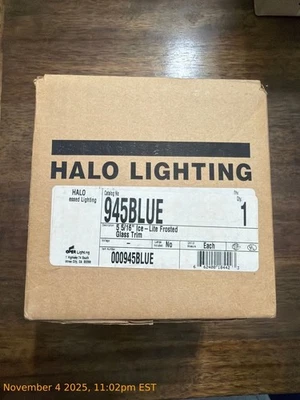 HALO LIGHTING
HALO
essed Lighting
Catalog No
945BLUE
1
5 5/16" Ice-Lite Frosted
Glass Trim
No
Each
000945BLUE
Lighting
November 4 2025, 11:02pm EST